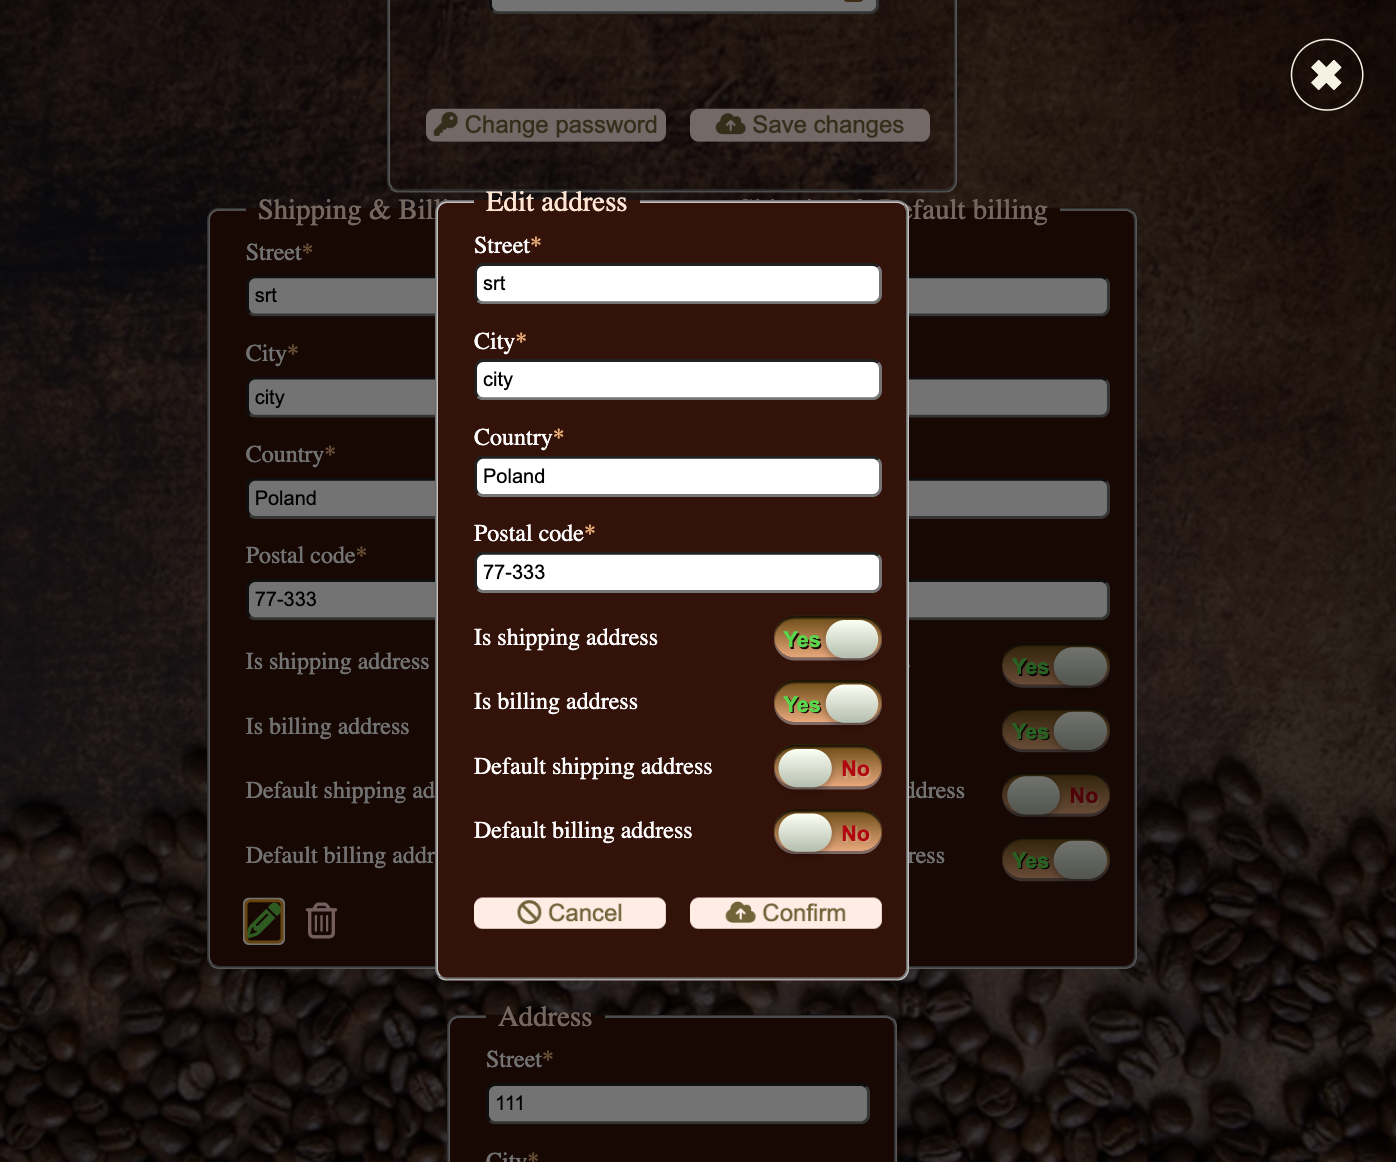 Change password
Save changes
Shipping & Bill
efault billing
Street*
srt
City*
city
Country*
Poland
Postal code*
77-333
Is shipping address
Is billing address
Default shipping ad
Default billing addr
Edit address
Street*
srt
City*
city
Country*
Poland
Postal code*
77-333
Is shipping address Yes
Is billing address Yes
Default shipping address No
Default billing address No
Cancel
Confirm
Yes
Yes
ddress No
ress Yes
Address
Street*
111
City*